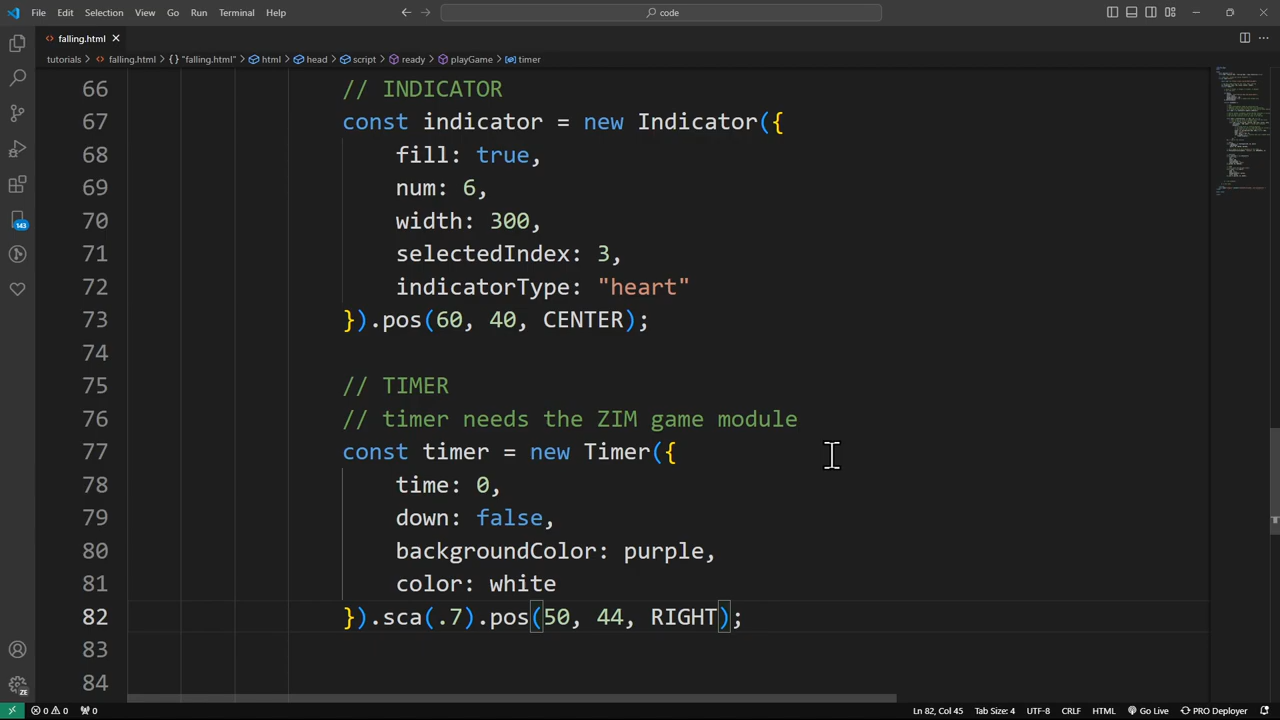 File Edit Selection View Go Run Terminal Help
code
falling.html
tutorials > falling.html > {} "falling.html" > html > head > script > ready > playGame > timer
66 // INDICATOR
67 const indicator = new Indicator({
68 fill: true,
69 num: 6,
70 width: 300,
71 selectedIndex: 3,
72 indicatorType: "heart"
73 }).pos(60, 40, CENTER);
74
75 // TIMER
76 // timer needs the ZIM game module
77 const timer = new Timer({
78 time: 0,
79 down: false,
80 backgroundColor: purple,
81 color: white
82 }).sca(.7).pos(50, 44, RIGHT);
83
84
143
ZE
0 0 0 Ln 82, Col 45 Tab Size: 4 UTF-8 CRLF HTML Go Live PRO Deployer